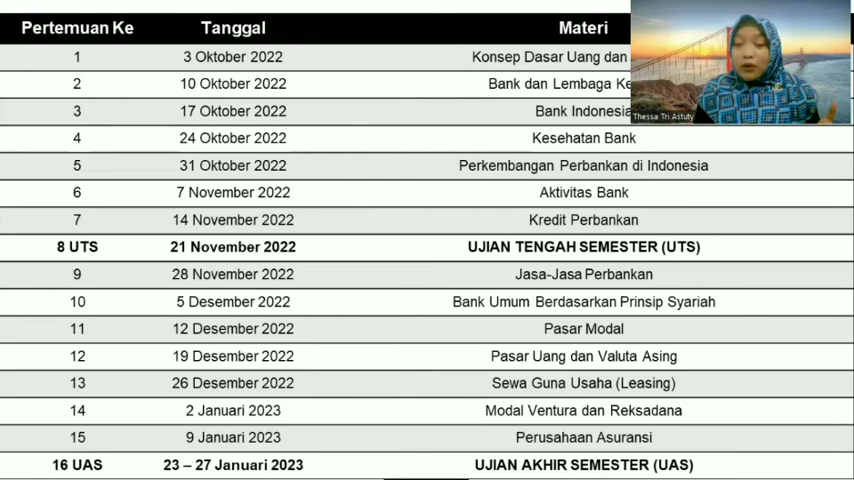 Pertemuan Ke Tanggal Materi
1 3 Oktober 2022 Konsep Dasar Uang dan
2 10 Oktober 2022 Bank dan Lembaga
3 17 Oktober 2022 Bank Indonesia
4 24 Oktober 2022 Kesehatan Bank
5 31 Oktober 2022 Perkembangan Perbankan di Indonesia
6 7 November 2022 Aktivitas Bank
7 14 November 2022 Kredit Perbankan
8 UTS 21 November 2022 UJIAN TENGAH SEMESTER (UTS)
9 28 November 2022 Jasa-Jasa Perbankan
10 5 Desember 2022 Bank Umum Berdasarkan Prinsip Syariah
11 12 Desember 2022 Pasar Modal
12 19 Desember 2022 Pasar Uang dan Valuta Asing
13 26 Desember 2022 Sewa Guna Usaha (Leasing)
14 2 Januari 2023 Modal Ventura dan Reksadana
15 9 Januari 2023 Perusahaan Asuransi
16 UAS 23 – 27 Januari 2023 UJIAN AKHIR SEMESTER (UAS)
Thessa Tri Astuty